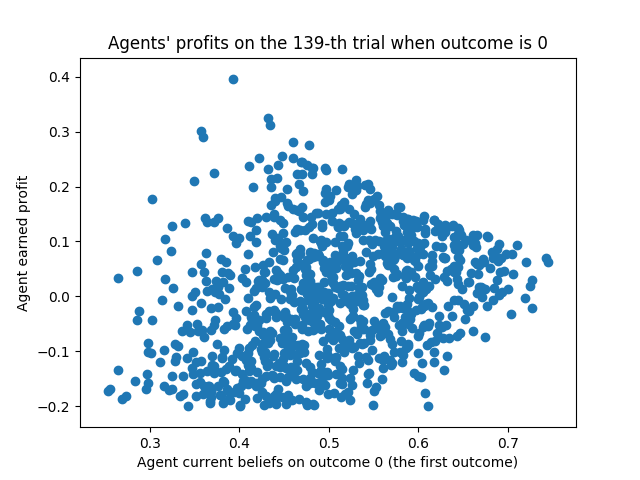 Agents' profits on the 139-th trial when outcome is 0
0.4
0.3
0.2
0.1
0.0
−0.1
−0.2
Agent earned profit
0.3 0.4 0.5 0.6 0.7
Agent current beliefs on outcome 0 (the first outcome)